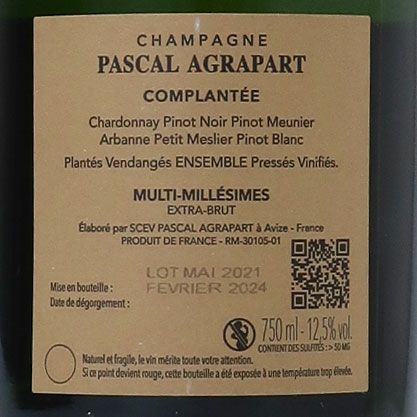 CHAMPAGNE
PASCAL AGRAPART
COMPLANTÉE
Chardonnay Pinot Noir Pinot Meunier
Arbanne Petit Meslier Pinot Blanc
Plantés Vendangés ENSEMBLE Pressés Vinifiés.
MULTI-MILLÉSIMES
EXTRA-BRUT
Élaboré par SCEV PASCAL AGRAPART à Avize - France
PRODUIT DE FRANCE - RM-30105-01
Mise en bouteille : LOT MAI 2021
Date de dégorgement : FEVRIER 2024
750 ml - 12,5% vol.
CONTIENT DES SULFITES : > 50 MG
Naturel et fragile, le vin mérite toute votre attention.
Si ce point devient rouge, cette bouteille a été exposée à une température trop élevée.